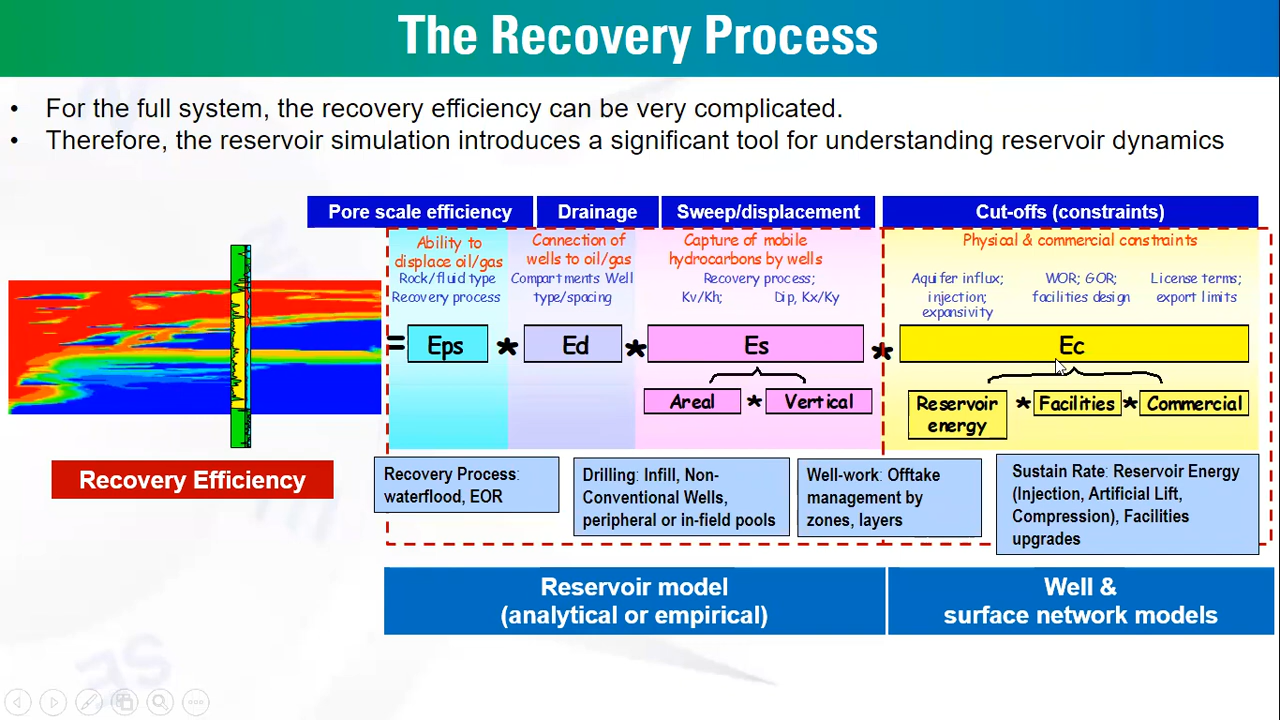 The Recovery Process
• For the full system, the recovery efficiency can be very complicated.
• Therefore, the reservoir simulation introduces a significant tool for understanding reservoir dynamics
Pore scale efficiency
Drainage
Sweep/displacement
Cut-offs (constraints)
Ability to
displace oil/gas
Rock/fluid type
Recovery process
Connection of
wells to oil/gas
Compartments Well
type/spacing
Capture of mobile
hydrocarbons by wells
Recovery process;
Kv/Kh; Dip, Kx/Ky
Physical & commercial constraints
Aquifer influx;
injection;
expansivity
WOR; GOR;
facilities design
License terms;
export limits
= Eps * Ed * Es * Ec
Areal * Vertical
Reservoir
energy
* Facilities * Commercial
Recovery Efficiency
Recovery Process:
waterflood, EOR
Drilling: Infill, Non-
Conventional Wells,
peripheral or in-field pools
Well-work: Offtake
management by
zones, layers
Sustain Rate: Reservoir Energy
(Injection, Artificial Lift,
Compression), Facilities
upgrades
Reservoir model
(analytical or empirical)
Well &
surface network models